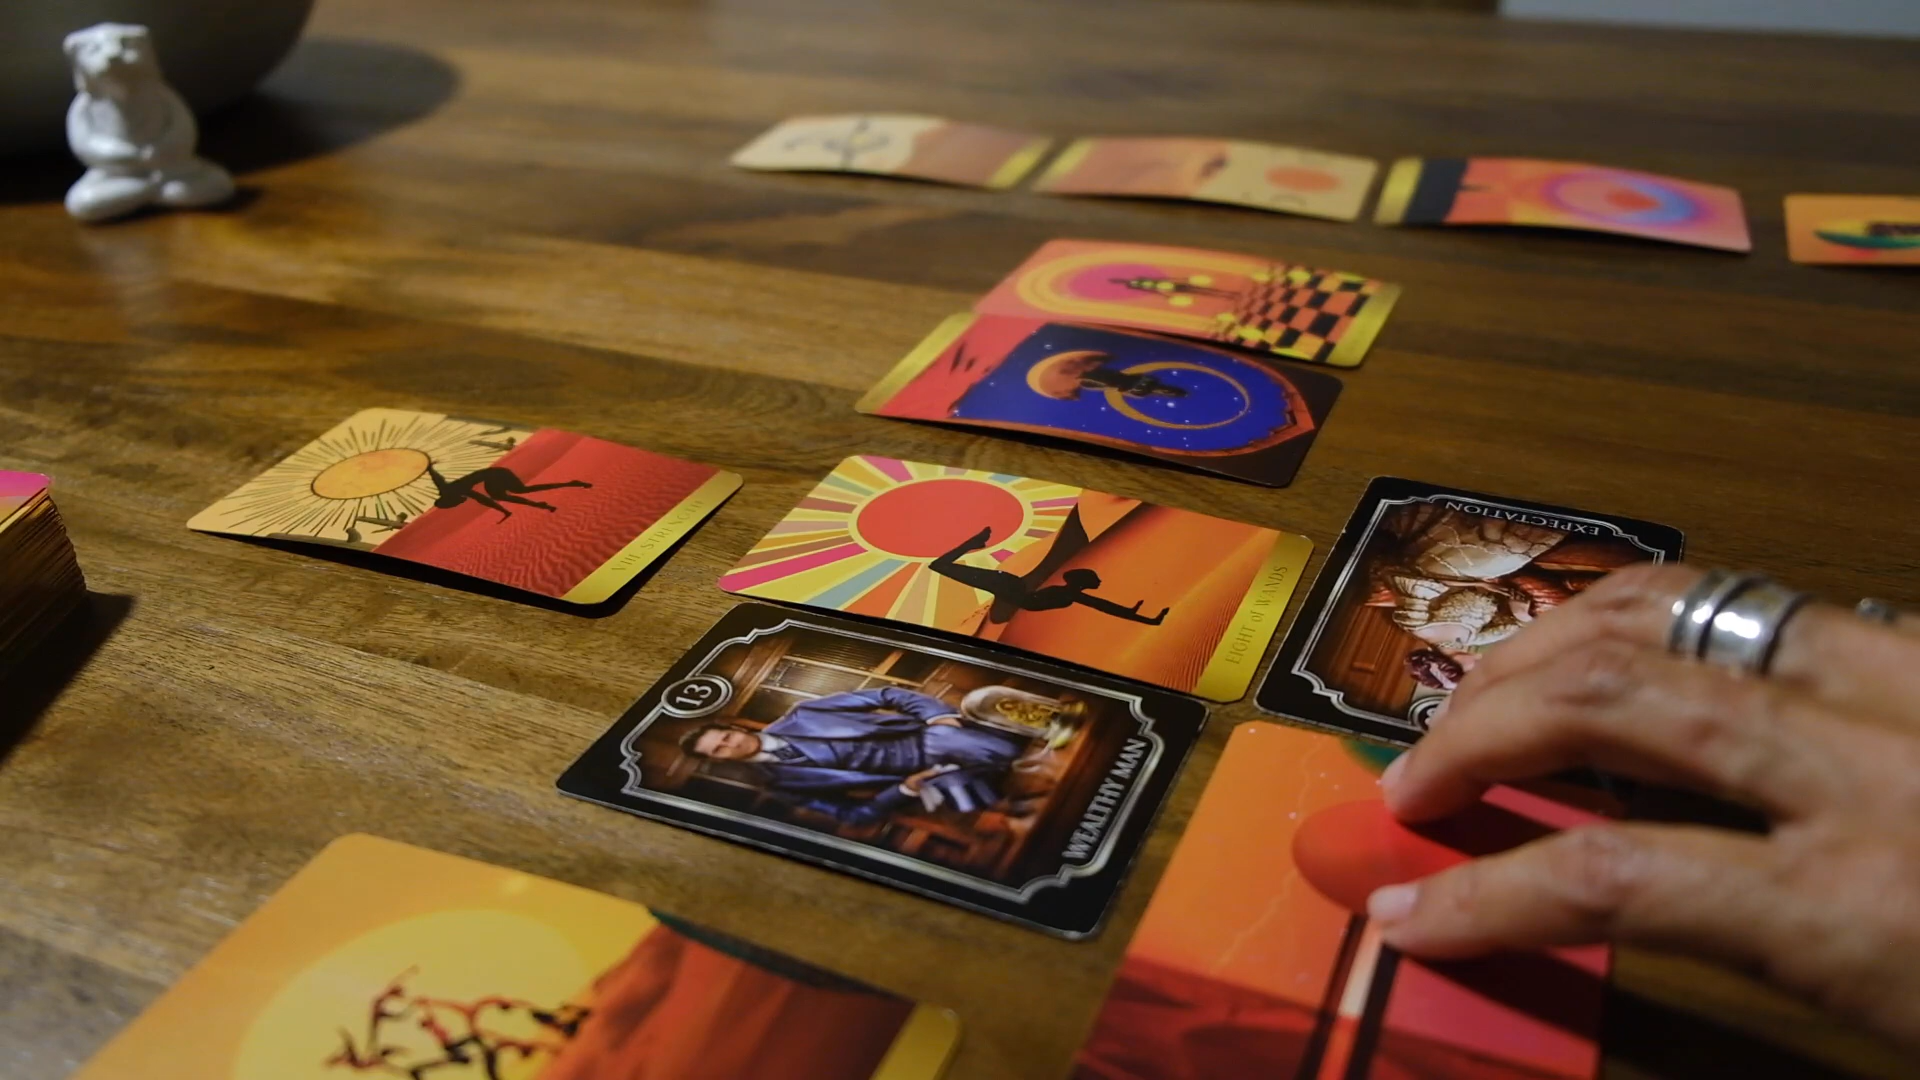 EXPECTATION
VIII. STRENGTH
EIGHT of WANDS
13
WEALTHY MAN